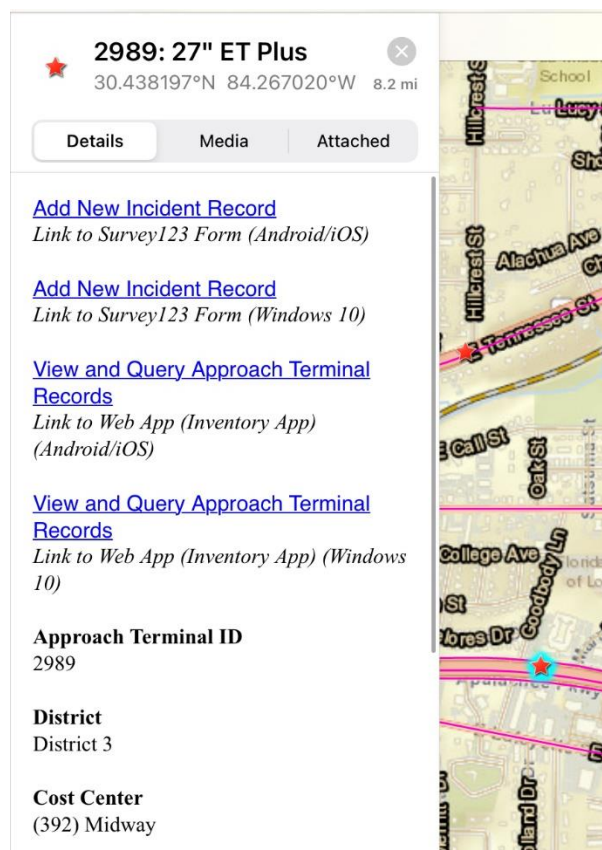 2989: 27" ET Plus
30.438197°N 84.267020°W 8.2 mi
Details Media Attached
Add New Incident Record
Link to Survey123 Form (Android/iOS)
Add New Incident Record
Link to Survey123 Form (Windows 10)
View and Query Approach Terminal
Records
Link to Web App (Inventory App)
(Android/iOS)
View and Query Approach Terminal
Records
Link to Web App (Inventory App) (Windows
10)
Approach Terminal ID
2989
District
District 3
Cost Center
(392) Midway
School
Hillcrest St
Lucy
Alachua Ave
Hillcrest St
E Tennessee St
E Call St
Oak St
College Ave
Goodbody Ln
St
Apalachee Pkwy